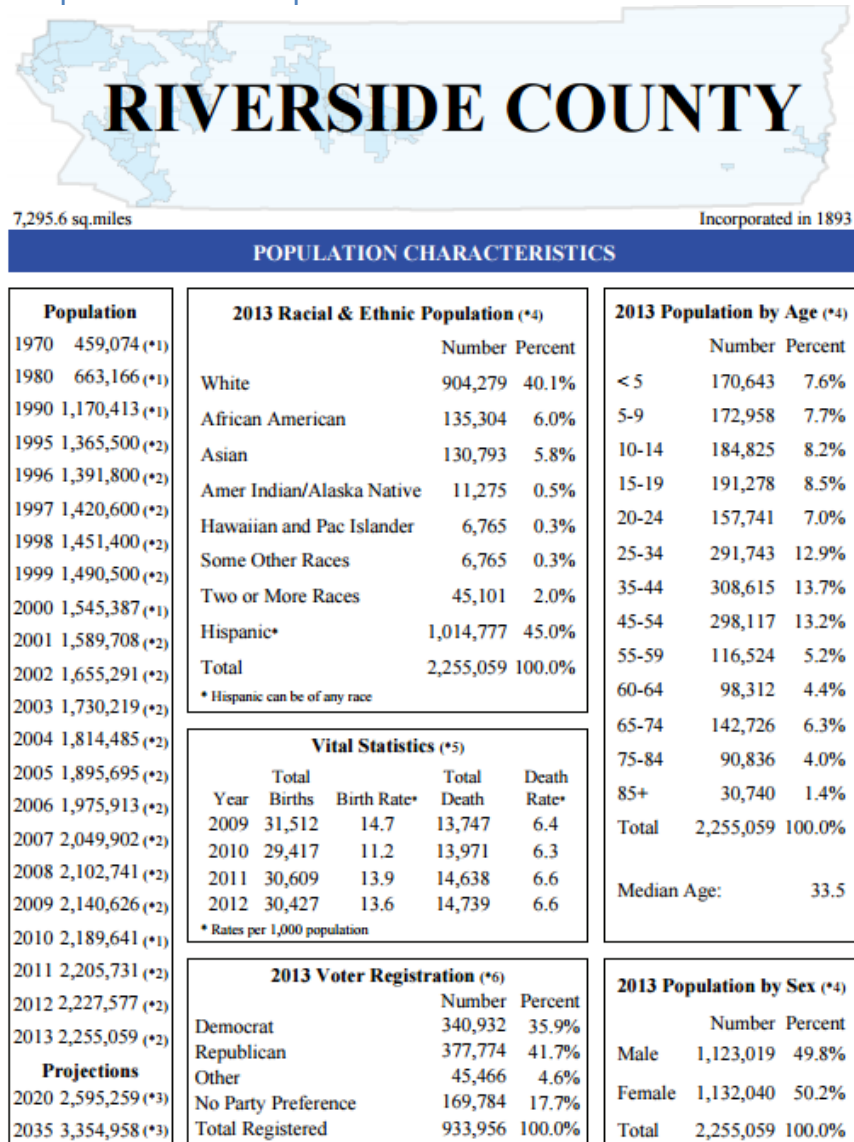 RIVERSIDE COUNTY
7,295.6 sq.miles Incorporated in 1893
POPULATION CHARACTERISTICS
Population
1970 459,074 (*1)
1980 663,166 (*1)
1990 1,170,413 (*1)
1995 1,365,500 (*2)
1996 1,391,800 (*2)
1997 1,420,600 (*2)
1998 1,451,400 (*2)
1999 1,490,500 (*2)
2000 1,545,387 (*1)
2001 1,589,708 (*2)
2002 1,655,291 (*2)
2003 1,730,219 (*2)
2004 1,814,485 (*2)
2005 1,895,695 (*2)
2006 1,975,913 (*2)
2007 2,049,902 (*2)
2008 2,102,741 (*2)
2009 2,140,626 (*2)
2010 2,189,641 (*1)
2011 2,205,731 (*2)
2012 2,227,577 (*2)
2013 2,255,059 (*2)
Projections
2020 2,595,259 (*3)
2035 3,354,958 (*3)
2013 Racial & Ethnic Population (*4)
Number Percent
White 904,279 40.1%
African American 135,304 6.0%
Asian 130,793 5.8%
Amer Indian/Alaska Native 11,275 0.5%
Hawaiian and Pac Islander 6,765 0.3%
Some Other Races 6,765 0.3%
Two or More Races 45,101 2.0%
Hispanic* 1,014,777 45.0%
Total 2,255,059 100.0%
* Hispanic can be of any race
Vital Statistics (*5)
Total Total Death
Year Births Birth Rate* Death Rate*
2009 31,512 14.7 13,747 6.4
2010 29,417 11.2 13,971 6.3
2011 30,609 13.9 14,638 6.6
2012 30,427 13.6 14,739 6.6
* Rates per 1,000 population
2013 Voter Registration (*6)
Number Percent
Democrat 340,932 35.9%
Republican 377,774 41.7%
Other 45,466 4.6%
No Party Preference 169,784 17.7%
Total Registered 933,956 100.0%
2013 Population by Age (*4)
Number Percent
< 5 170,643 7.6%
5-9 172,958 7.7%
10-14 184,825 8.2%
15-19 191,278 8.5%
20-24 157,741 7.0%
25-34 291,743 12.9%
35-44 308,615 13.7%
45-54 298,117 13.2%
55-59 116,524 5.2%
60-64 98,312 4.4%
65-74 142,726 6.3%
75-84 90,836 4.0%
85+ 30,740 1.4%
Total 2,255,059 100.0%
Median Age: 33.5
2013 Population by Sex (*4)
Number Percent
Male 1,123,019 49.8%
Female 1,132,040 50.2%
Total 2,255,059 100.0%